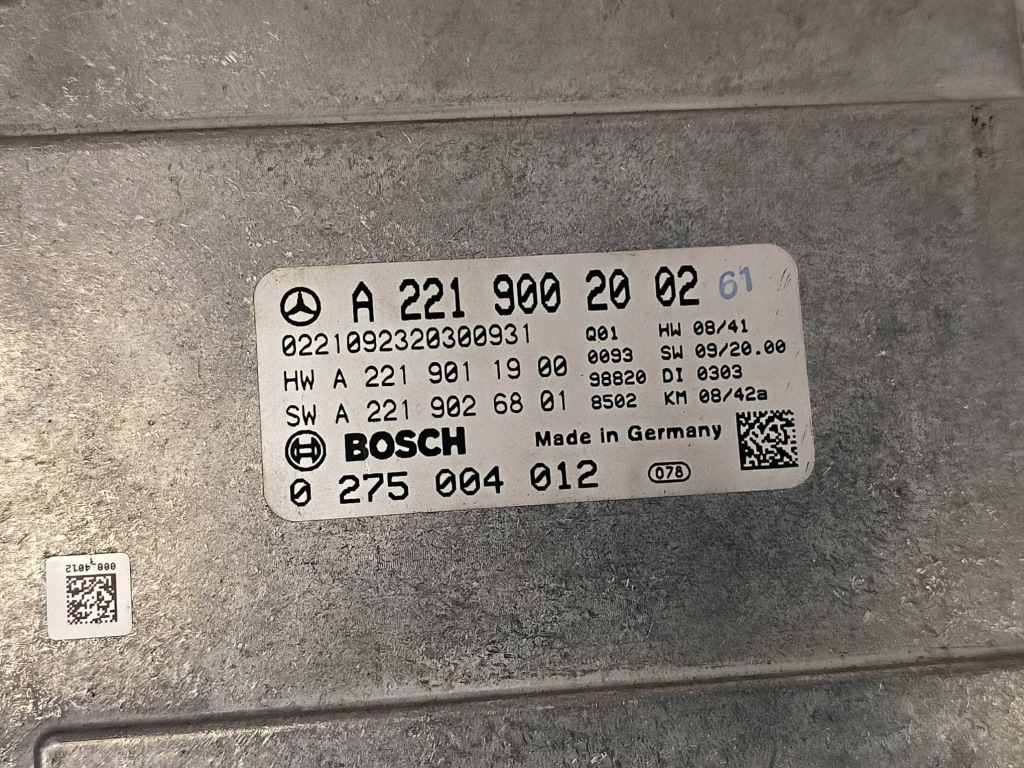 A 221 900 20 02 61
0221092320300931 Q01 HW 08/41
HW A 221 901 19 00 0093 SW 09/20.00
98820 DI 0303
SW A 221 902 68 01 8502 KM 08/42a
BOSCH Made in Germany
0 275 004 012 078
000 4012